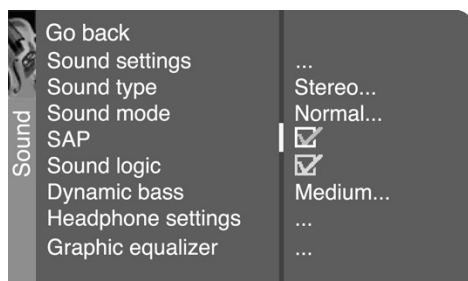 Go back
Sound settings ...
Sound type Stereo...
Sound mode Normal...
SAP
Sound logic
Dynamic bass Medium...
Headphone settings ...
Graphic equalizer ...
Sound